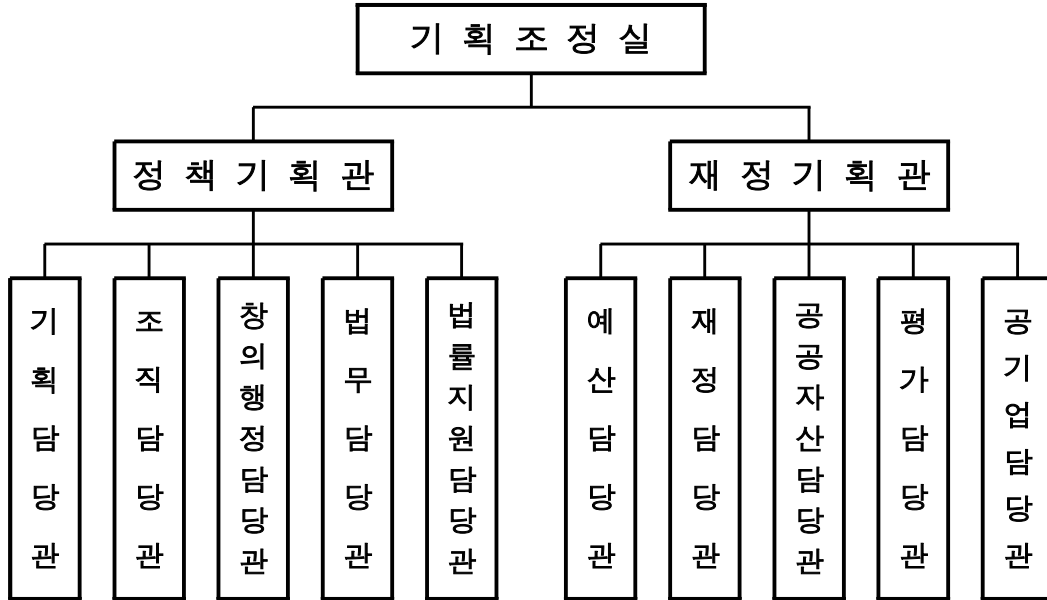 기획조정실
정책기획관
재정기획관
기획담당관
조직담당관
창의행정담당관
법무담당관
법률지원담당관
예산담당관
재정담당관
공공자산담당관
평가담당관
공기업담당관